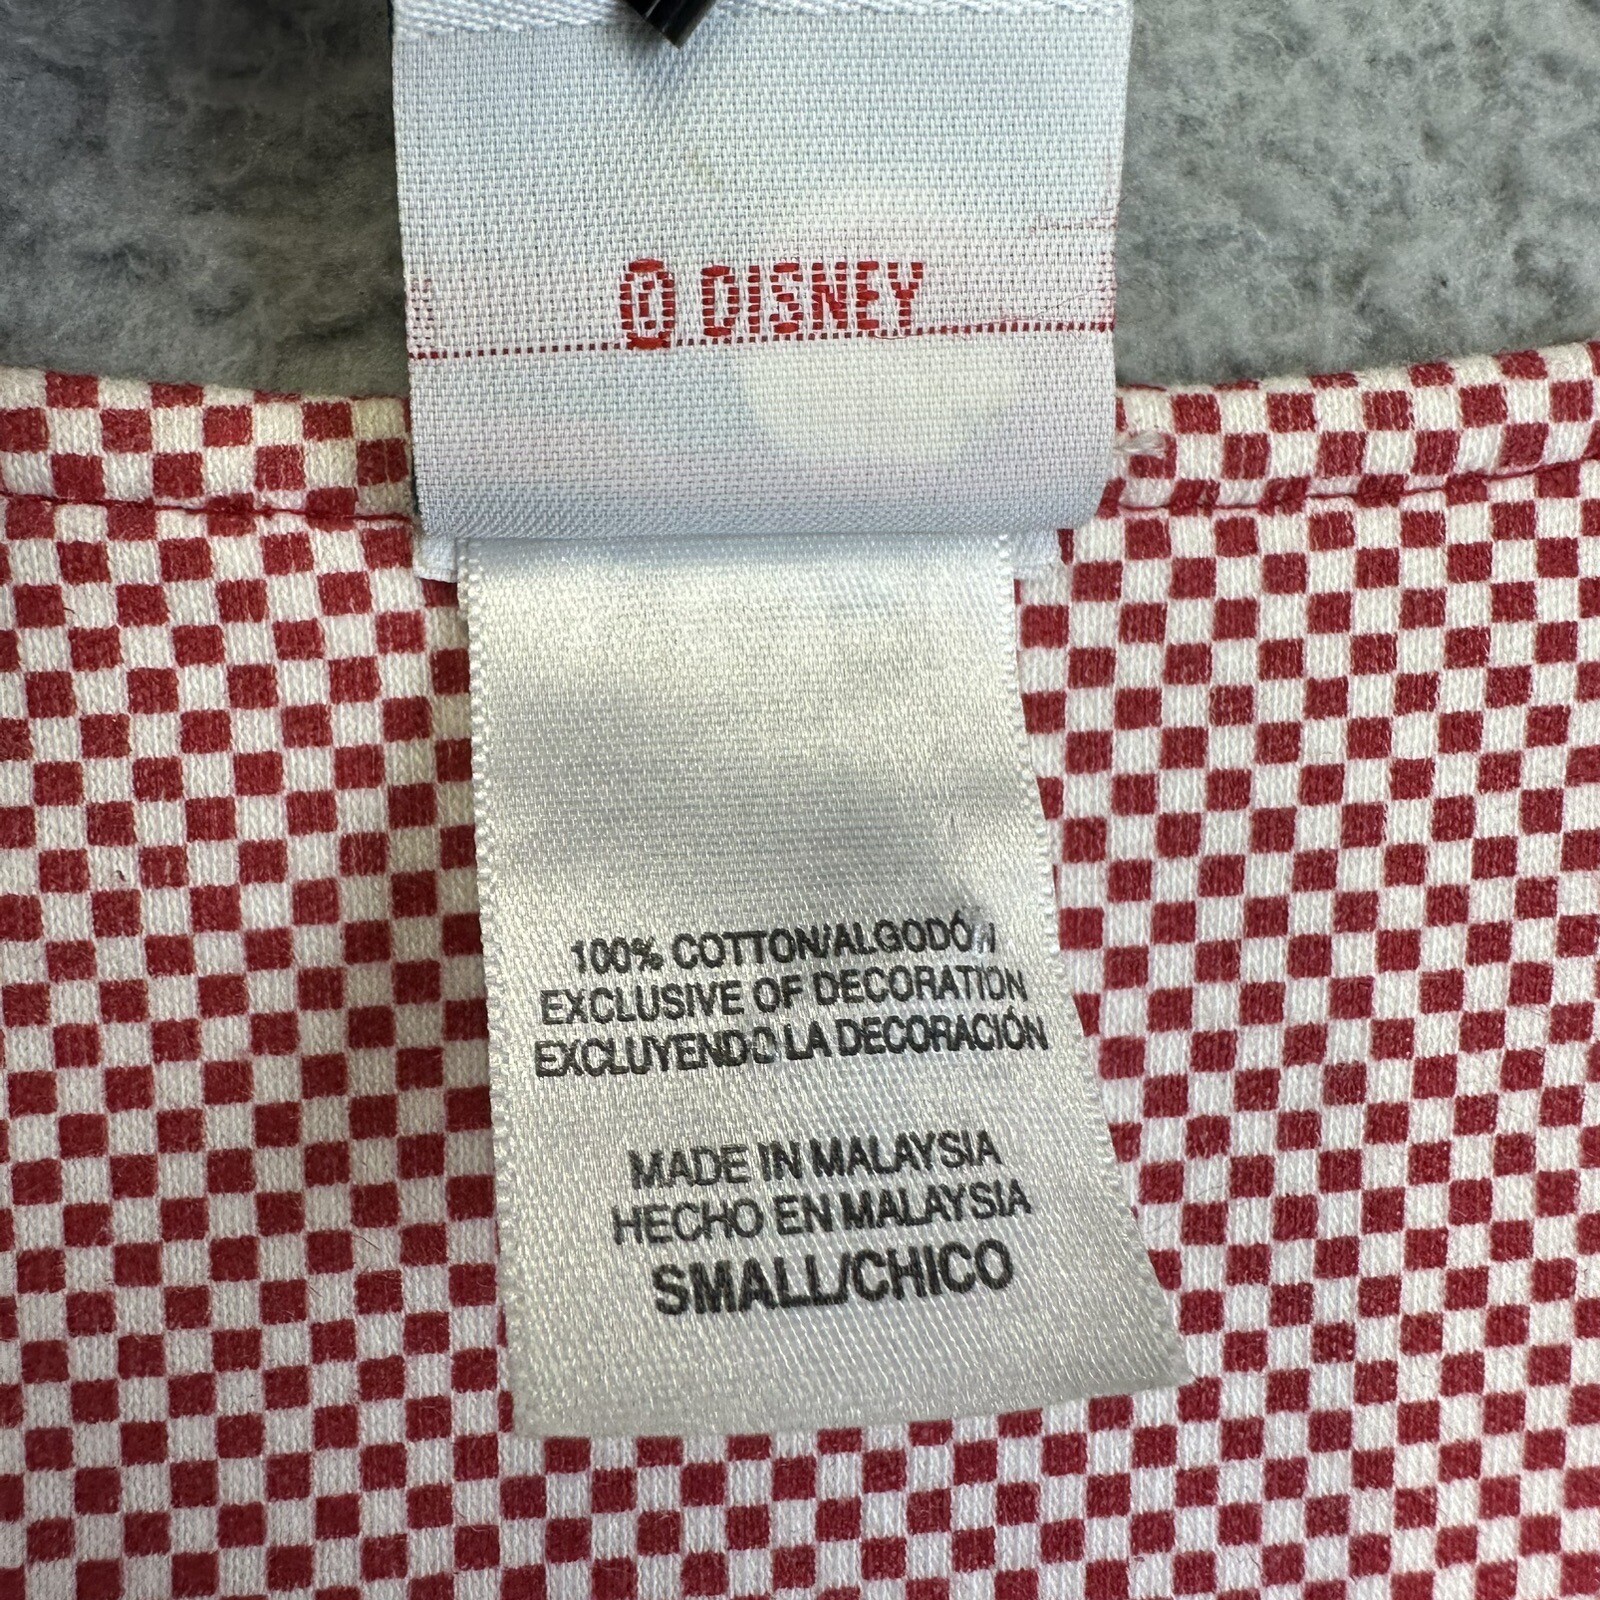 © DISNEY
100% COTTON/ALGODÓN
EXCLUSIVE OF DECORATION
EXCLUYENDO LA DECORACIÓN
MADE IN MALAYSIA
HECHO EN MALAYSIA
SMALL/CHICO